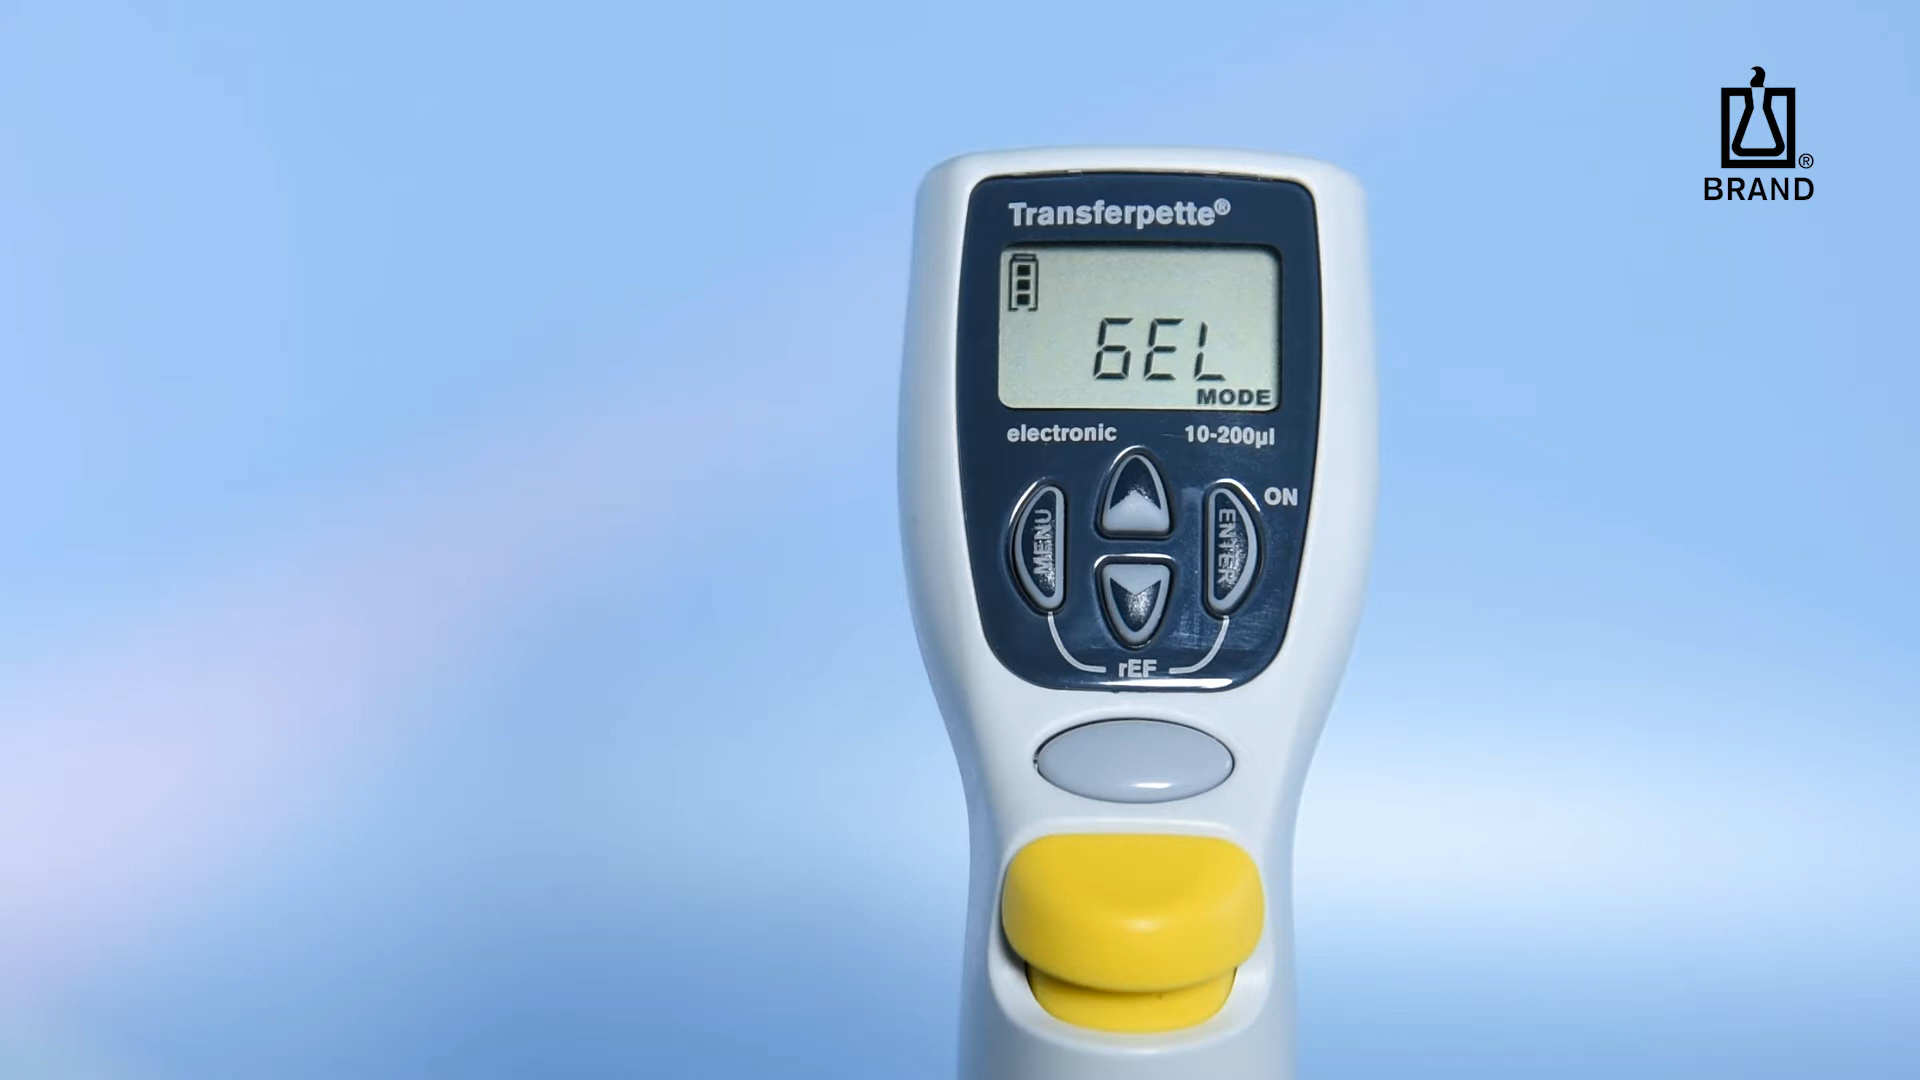 BRAND®
Transferpette®
GEL
MODE
electronic 10-200µl
ON
MENU
ENTER
rEF